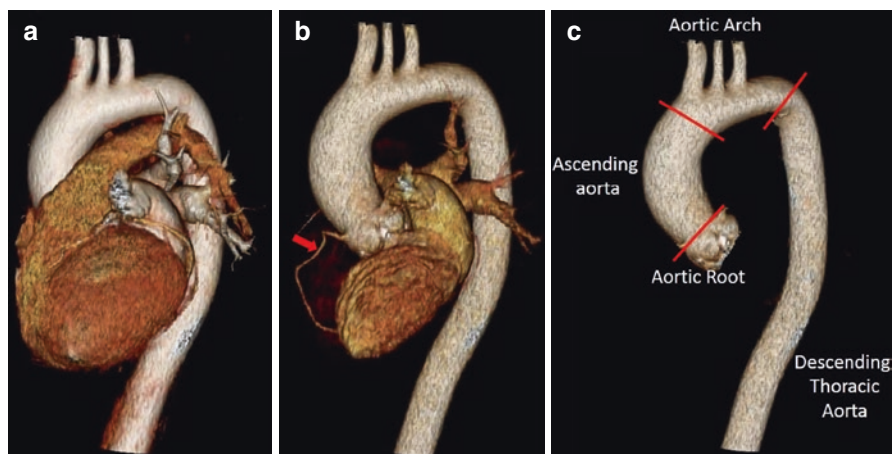 a
b
c
Aortic Arch
Ascending
aorta
Aortic Root
Descending
Thoracic
Aorta